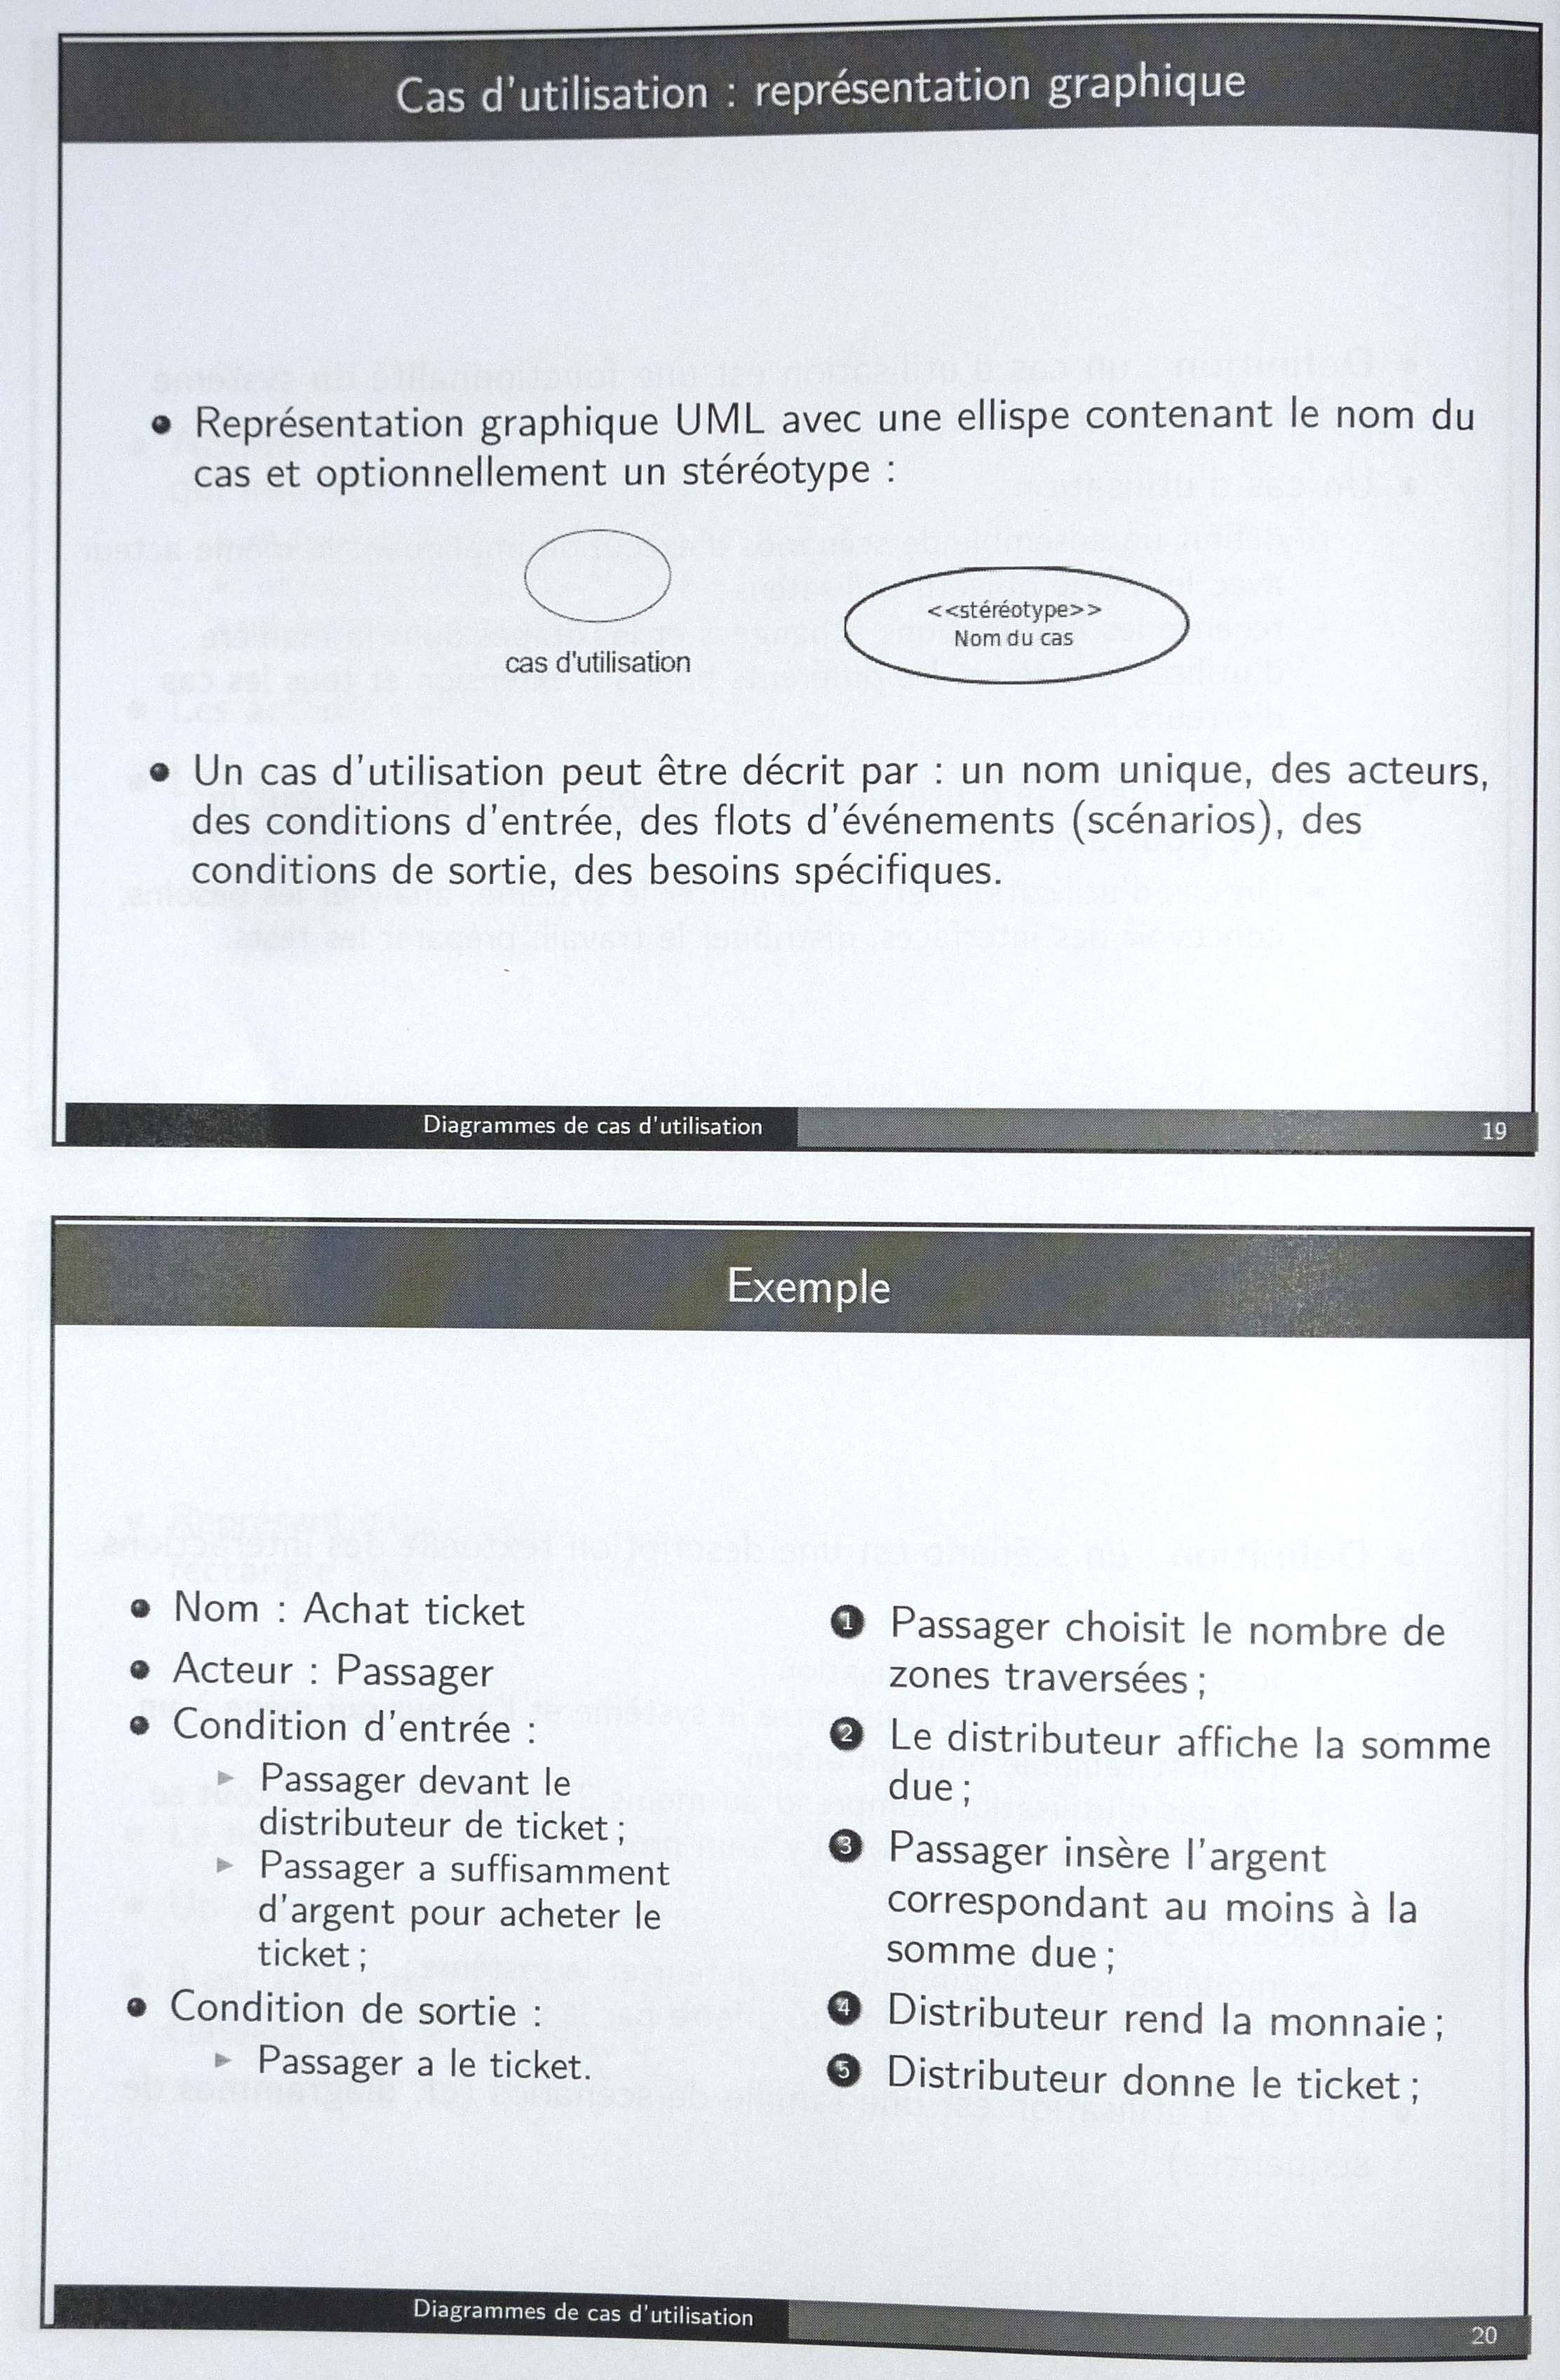 Cas d'utilisation : représentation graphique
● Représentation graphique UML avec une ellispe contenant le nom du
cas et optionnellement un stéréotype :
cas d'utilisation
<<stéréotype>>
Nom du cas
● Un cas d'utilisation peut être décrit par : un nom unique, des acteurs,
des conditions d'entrée, des flots d'événements (scénarios), des
conditions de sortie, des besoins spécifiques.
Diagrammes de cas d'utilisation
19
Exemple
● Nom : Achat ticket
● Acteur : Passager
● Condition d'entrée :
► Passager devant le
distributeur de ticket ;
► Passager a suffisamment
d'argent pour acheter le
ticket ;
● Condition de sortie :
► Passager a le ticket.
1 Passager choisit le nombre de
zones traversées ;
2 Le distributeur affiche la somme
due ;
3 Passager insère l'argent
correspondant au moins à la
somme due ;
4 Distributeur rend la monnaie ;
5 Distributeur donne le ticket ;
Diagrammes de cas d'utilisation
20